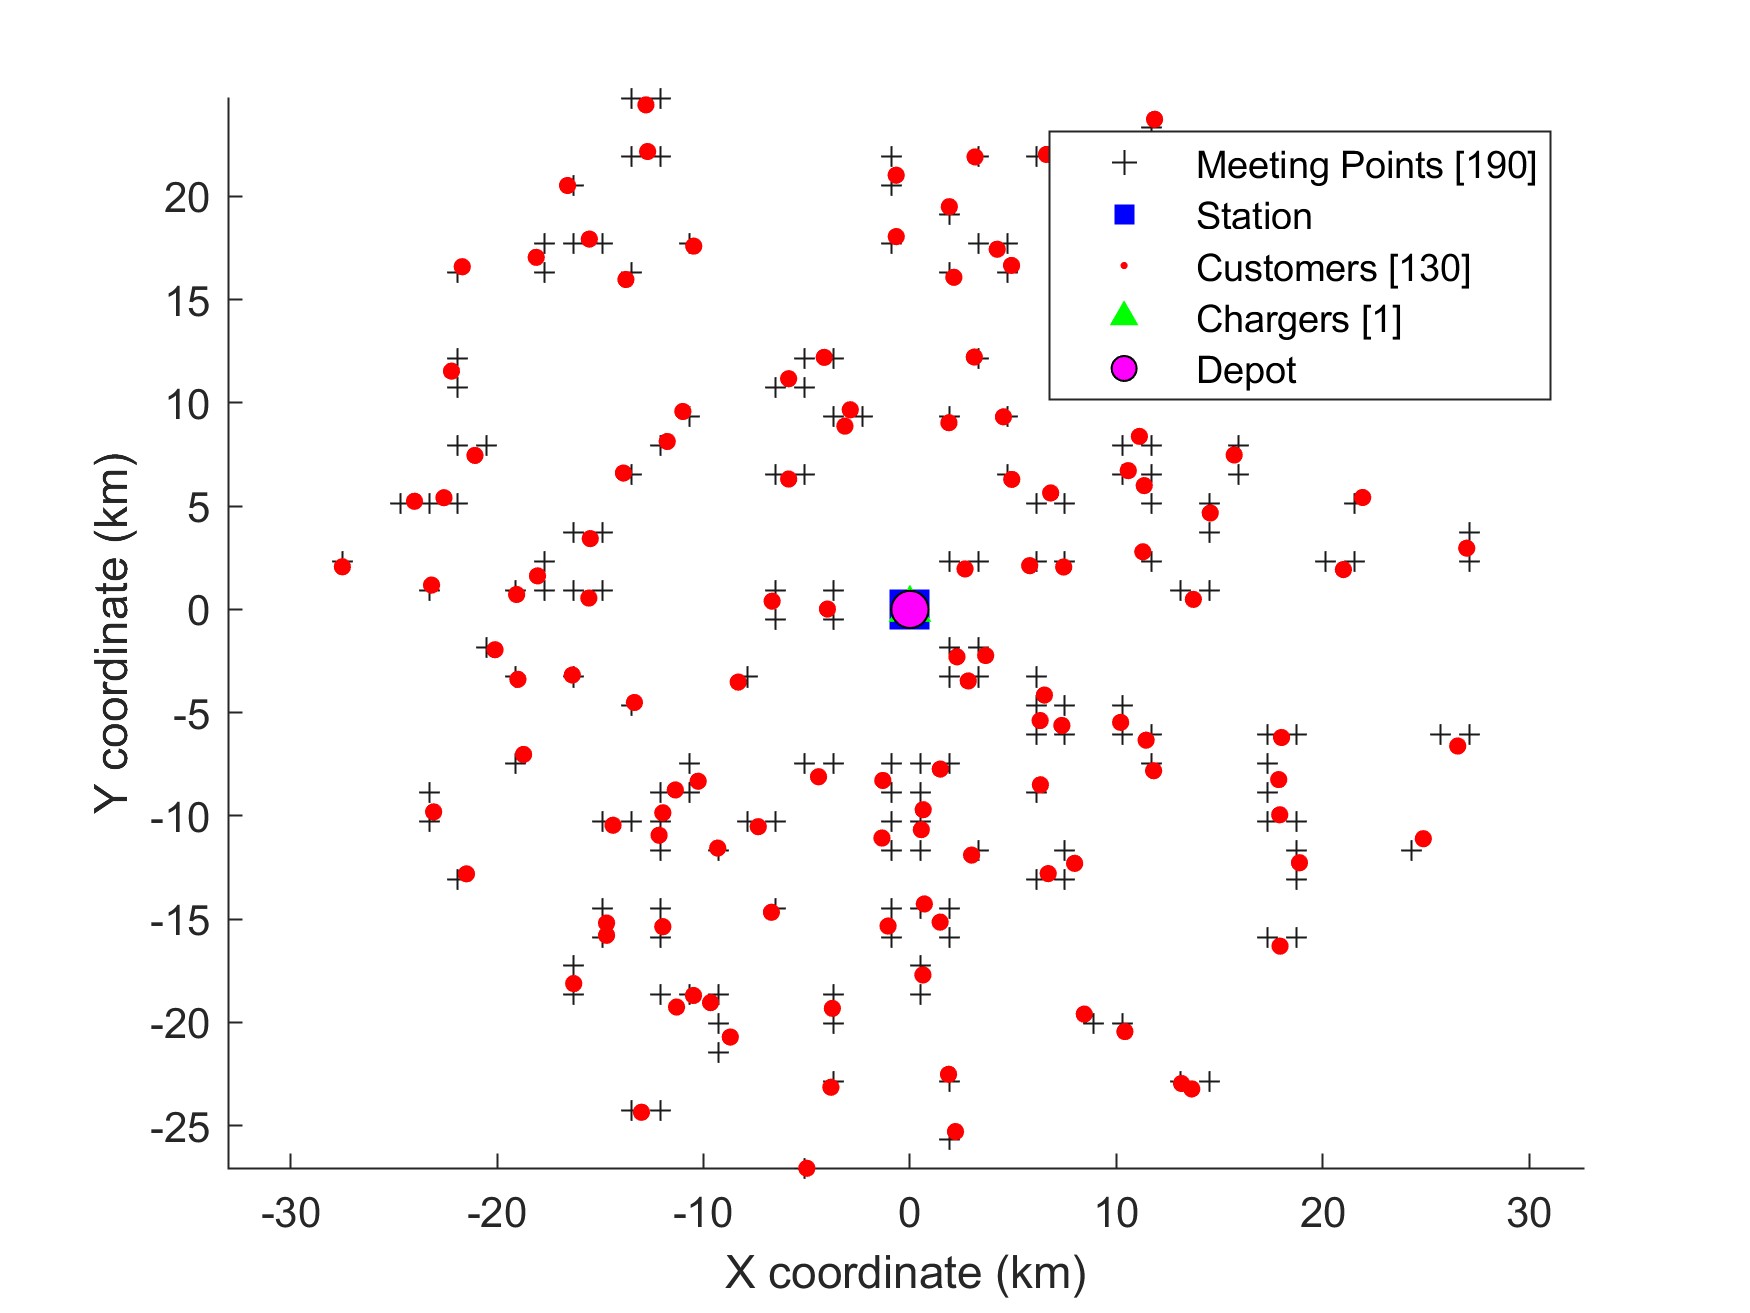 Meeting Points [190]
Station
Customers [130]
Chargers [1]
Depot
20
15
10
5
0
-5
-10
-15
-20
-25
Y coordinate (km)
-30 -20 -10 0 10 20 30
X coordinate (km)